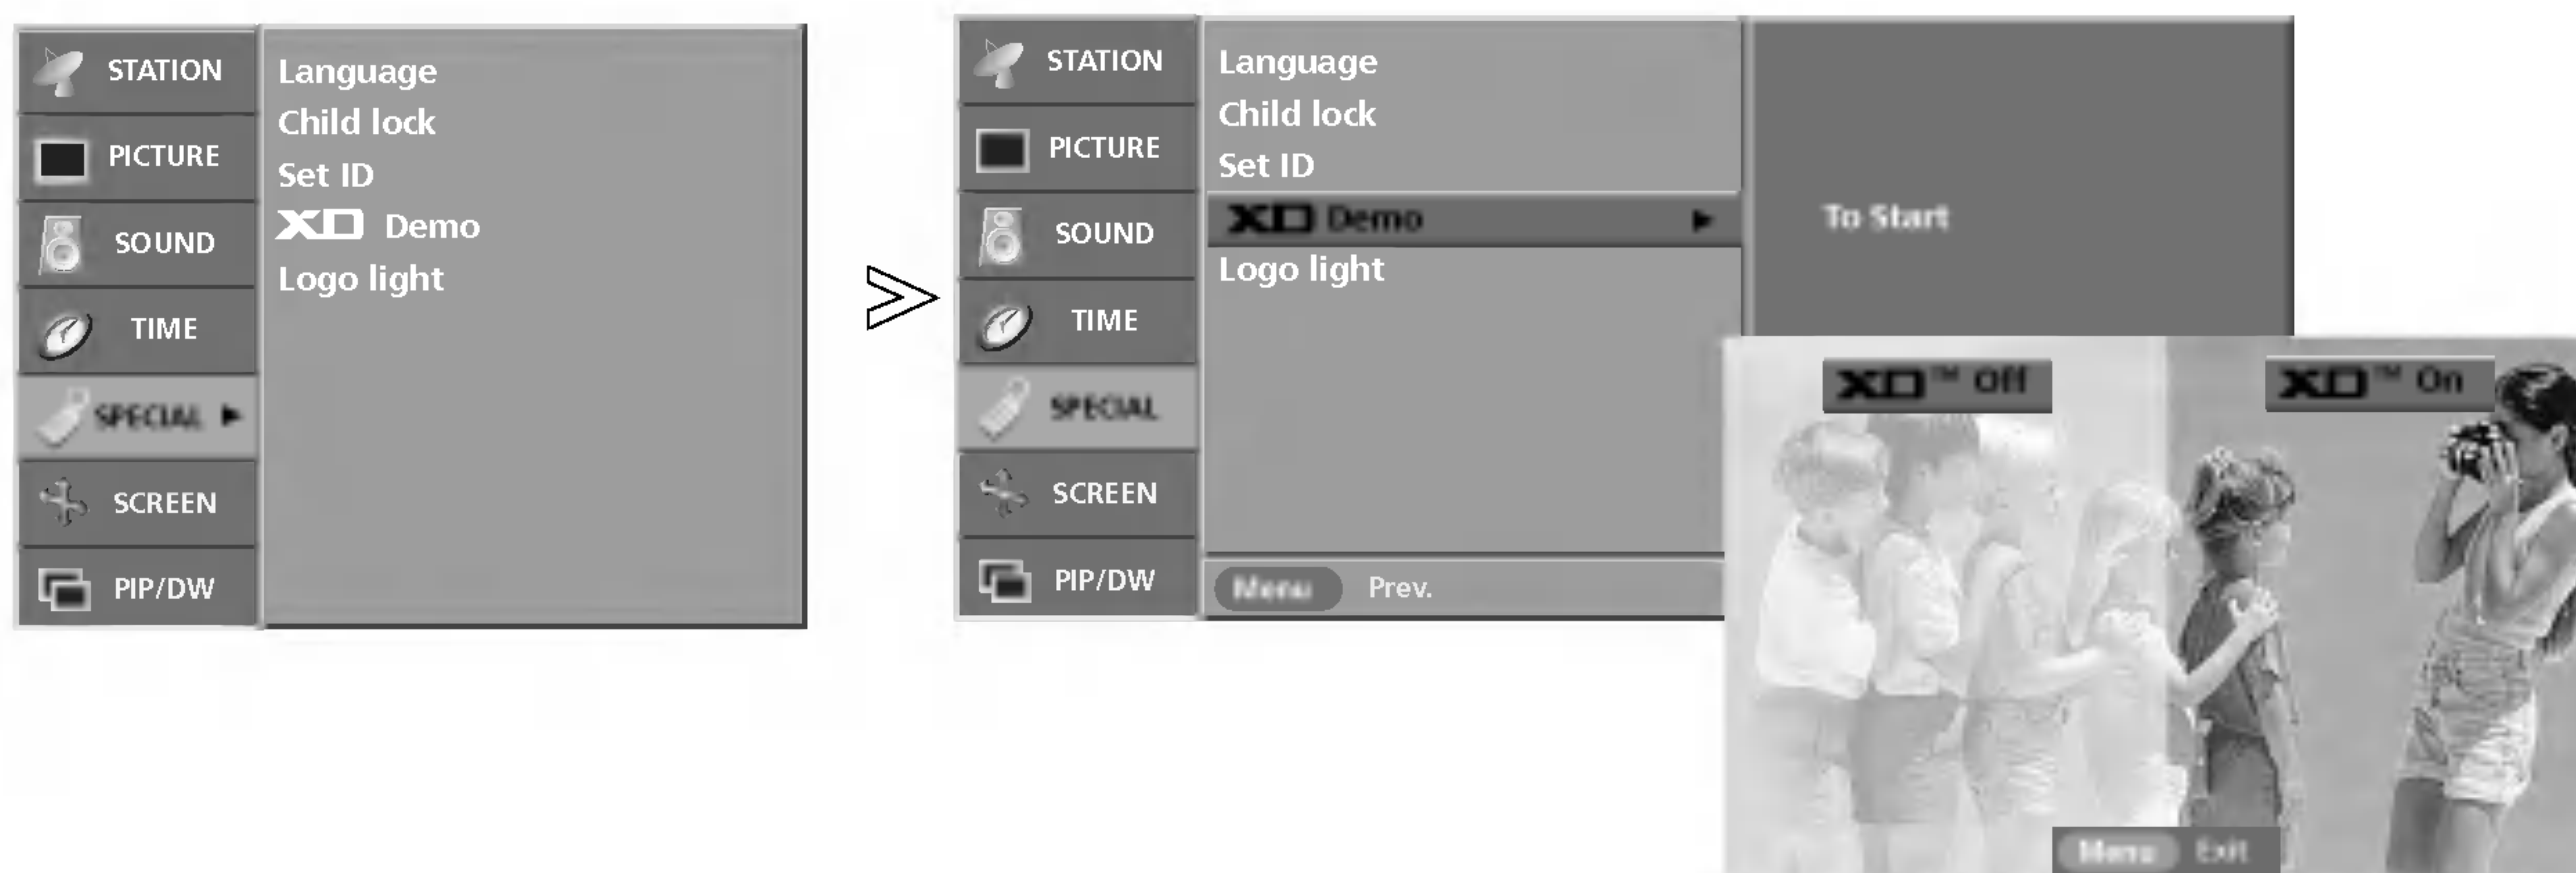 STATION
PICTURE
SOUND
TIME
SPECIAL ▶
SCREEN
PIP/DW
Language
Child lock
Set ID
XD Demo
Logo light
STATION
PICTURE
SOUND
TIME
SPECIAL
SCREEN
PIP/DW
Language
Child lock
Set ID
XD Demo ▶
Logo light
Menu Prev.
To Start
XD™ Off
XD™ On
Menu Exit